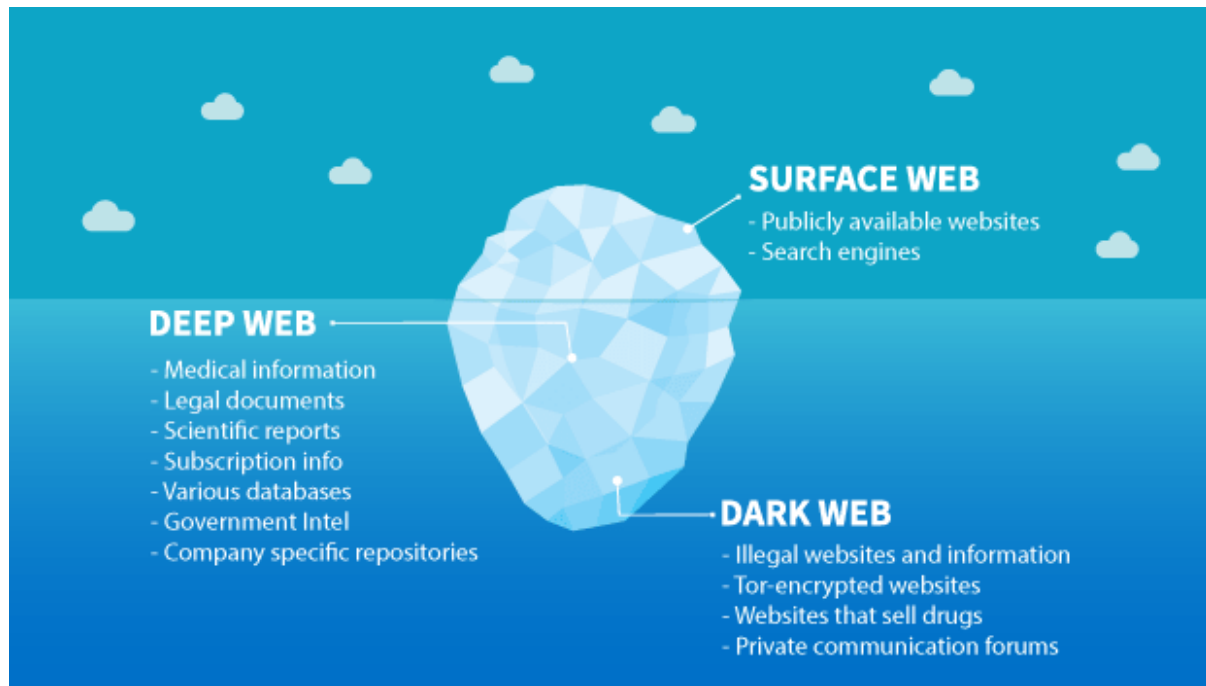 SURFACE WEB
- Publicly available websites
- Search engines
DEEP WEB
- Medical information
- Legal documents
- Scientific reports
- Subscription info
- Various databases
- Government Intel
- Company specific repositories
DARK WEB
- Illegal websites and information
- Tor-encrypted websites
- Websites that sell drugs
- Private communication forums